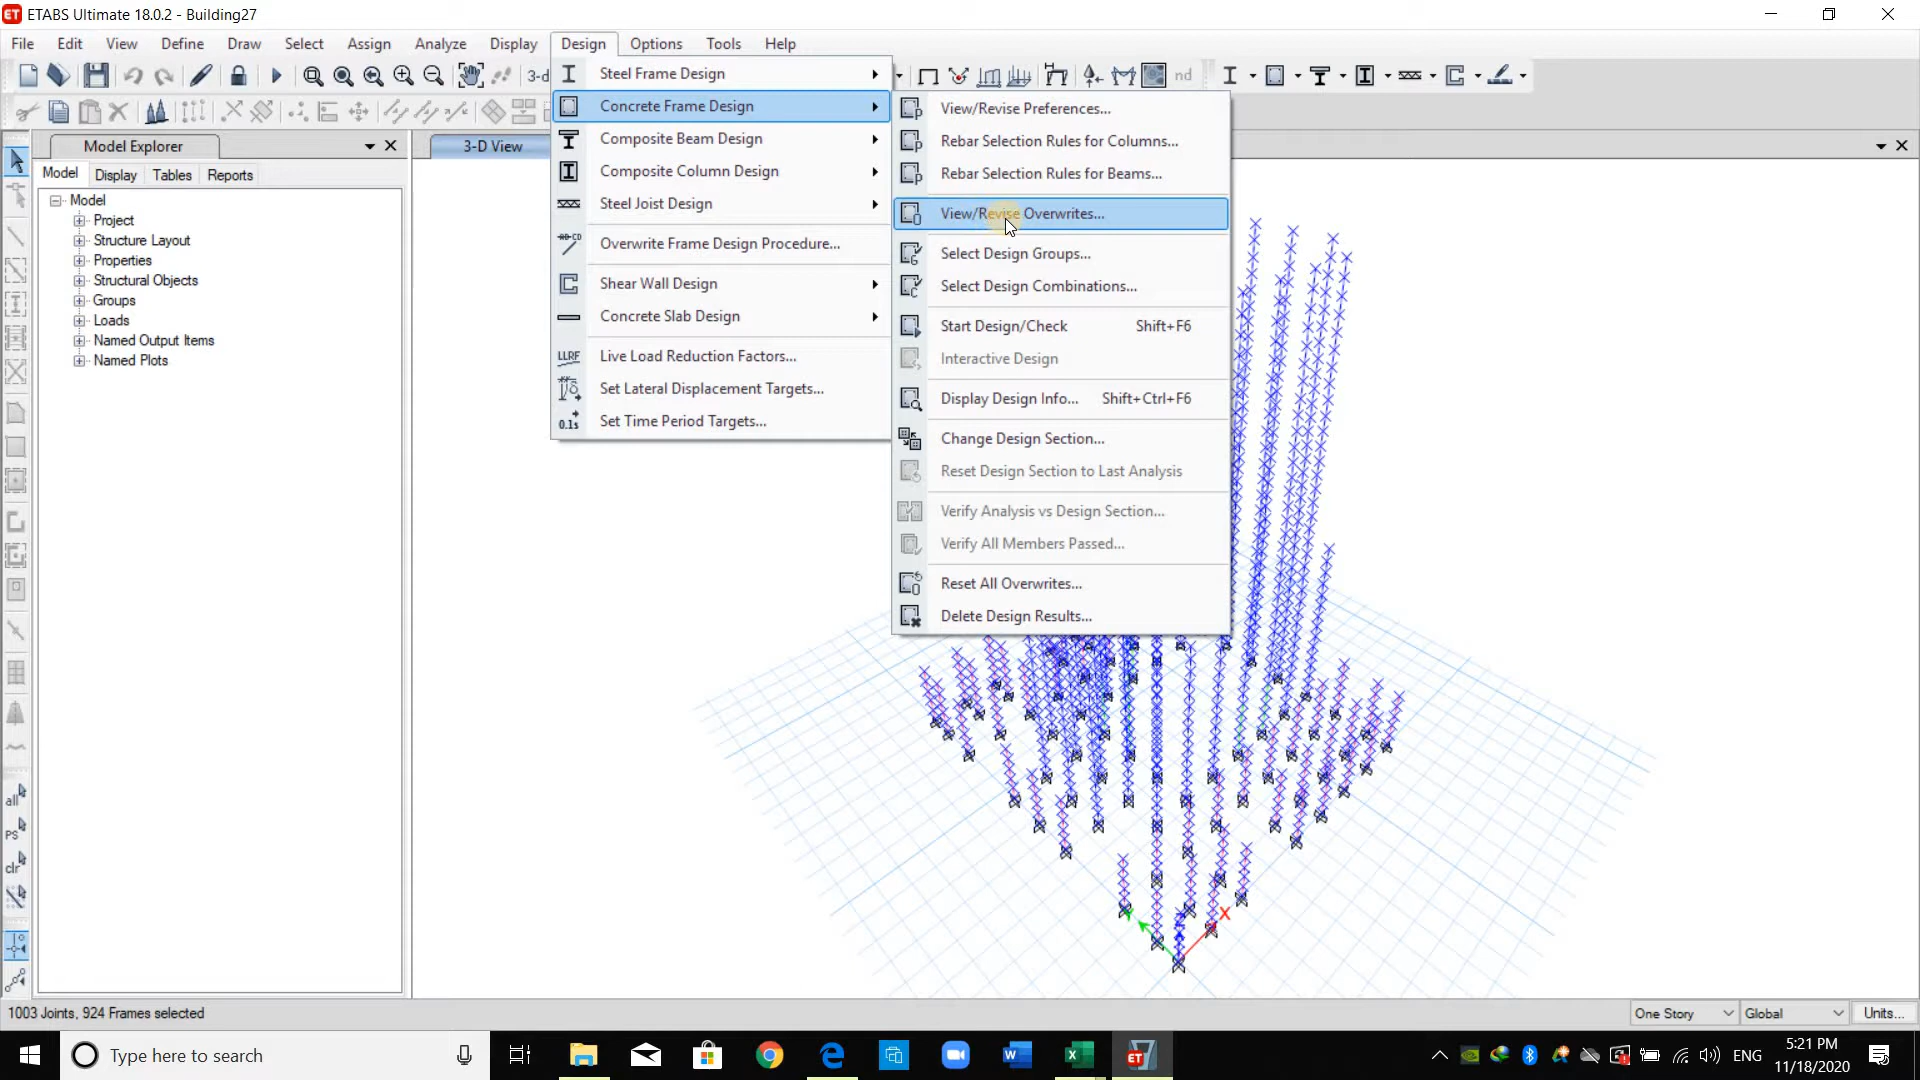 ETABS Ultimate 18.0.2 - Building27
File Edit View Define Draw Select Assign Analyze Display Design Options Tools Help
3-d
nd
Model Explorer
Model Display Tables Reports
Model
Project
Structure Layout
Properties
Structural Objects
Groups
Loads
Named Output Items
Named Plots
3-D View
Steel Frame Design
Concrete Frame Design
Composite Beam Design
Composite Column Design
Steel Joist Design
Overwrite Frame Design Procedure...
Shear Wall Design
Concrete Slab Design
LLRF Live Load Reduction Factors...
Set Lateral Displacement Targets...
0.1s Set Time Period Targets...
View/Revise Preferences...
Rebar Selection Rules for Columns...
Rebar Selection Rules for Beams...
View/Revise Overwrites...
Select Design Groups...
Select Design Combinations...
Start Design/Check Shift+F6
Interactive Design
Display Design Info... Shift+Ctrl+F6
Change Design Section...
Reset Design Section to Last Analysis
Verify Analysis vs Design Section...
Verify All Members Passed...
Reset All Overwrites...
Delete Design Results...
all
PS
clr
X
1003 Joints, 924 Frames selected
One Story Global Units...
Type here to search
ENG
5:21 PM
11/18/2020